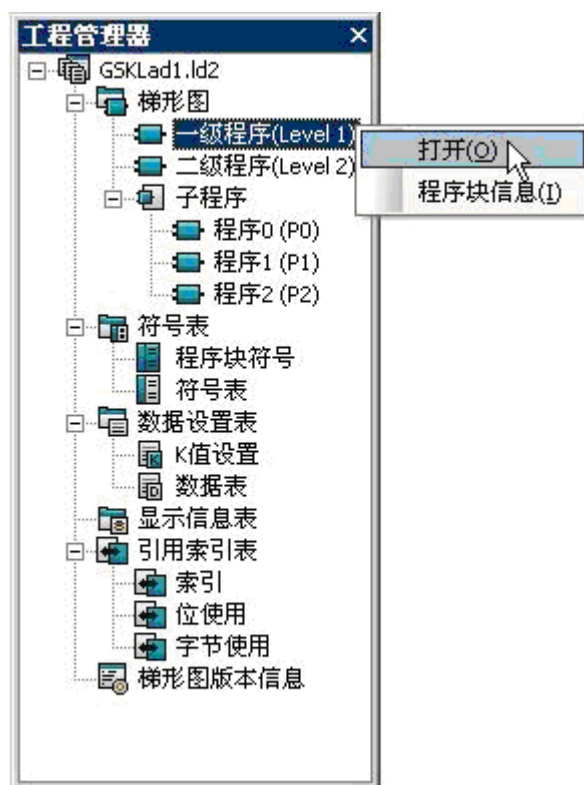 工程管理器
GSKLad1.ld2
梯形图
一级程序(Level 1)
打开(O)
二级程序(Level 2)
程序块信息(I)
子程序
程序0 (P0)
程序1 (P1)
程序2 (P2)
符号表
程序块符号
符号表
数据设置表
K值设置
数据表
显示信息表
引用索引表
索引
位使用
字节使用
梯形图版本信息